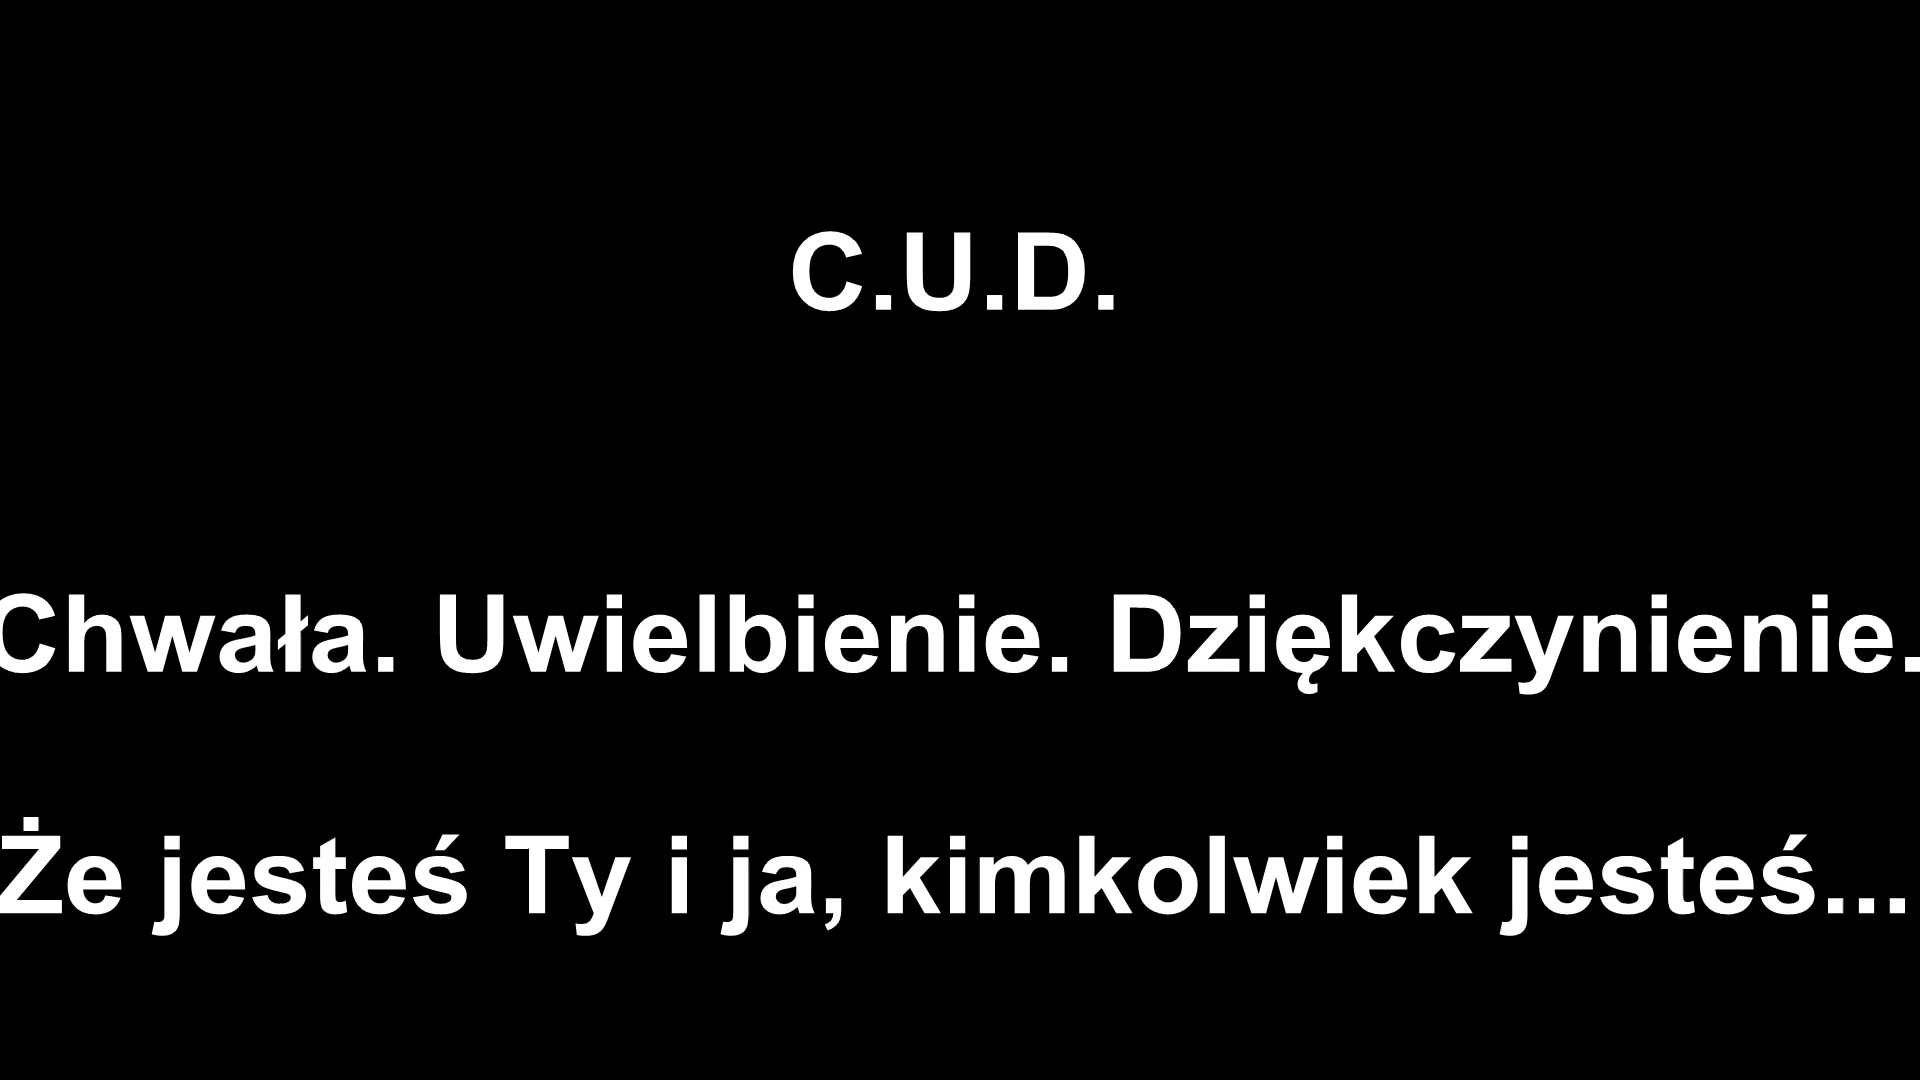 C.U.D.
Chwała. Uwielbienie. Dziękczynienie.
Że jesteś Ty i ja, kimkolwiek jesteś...